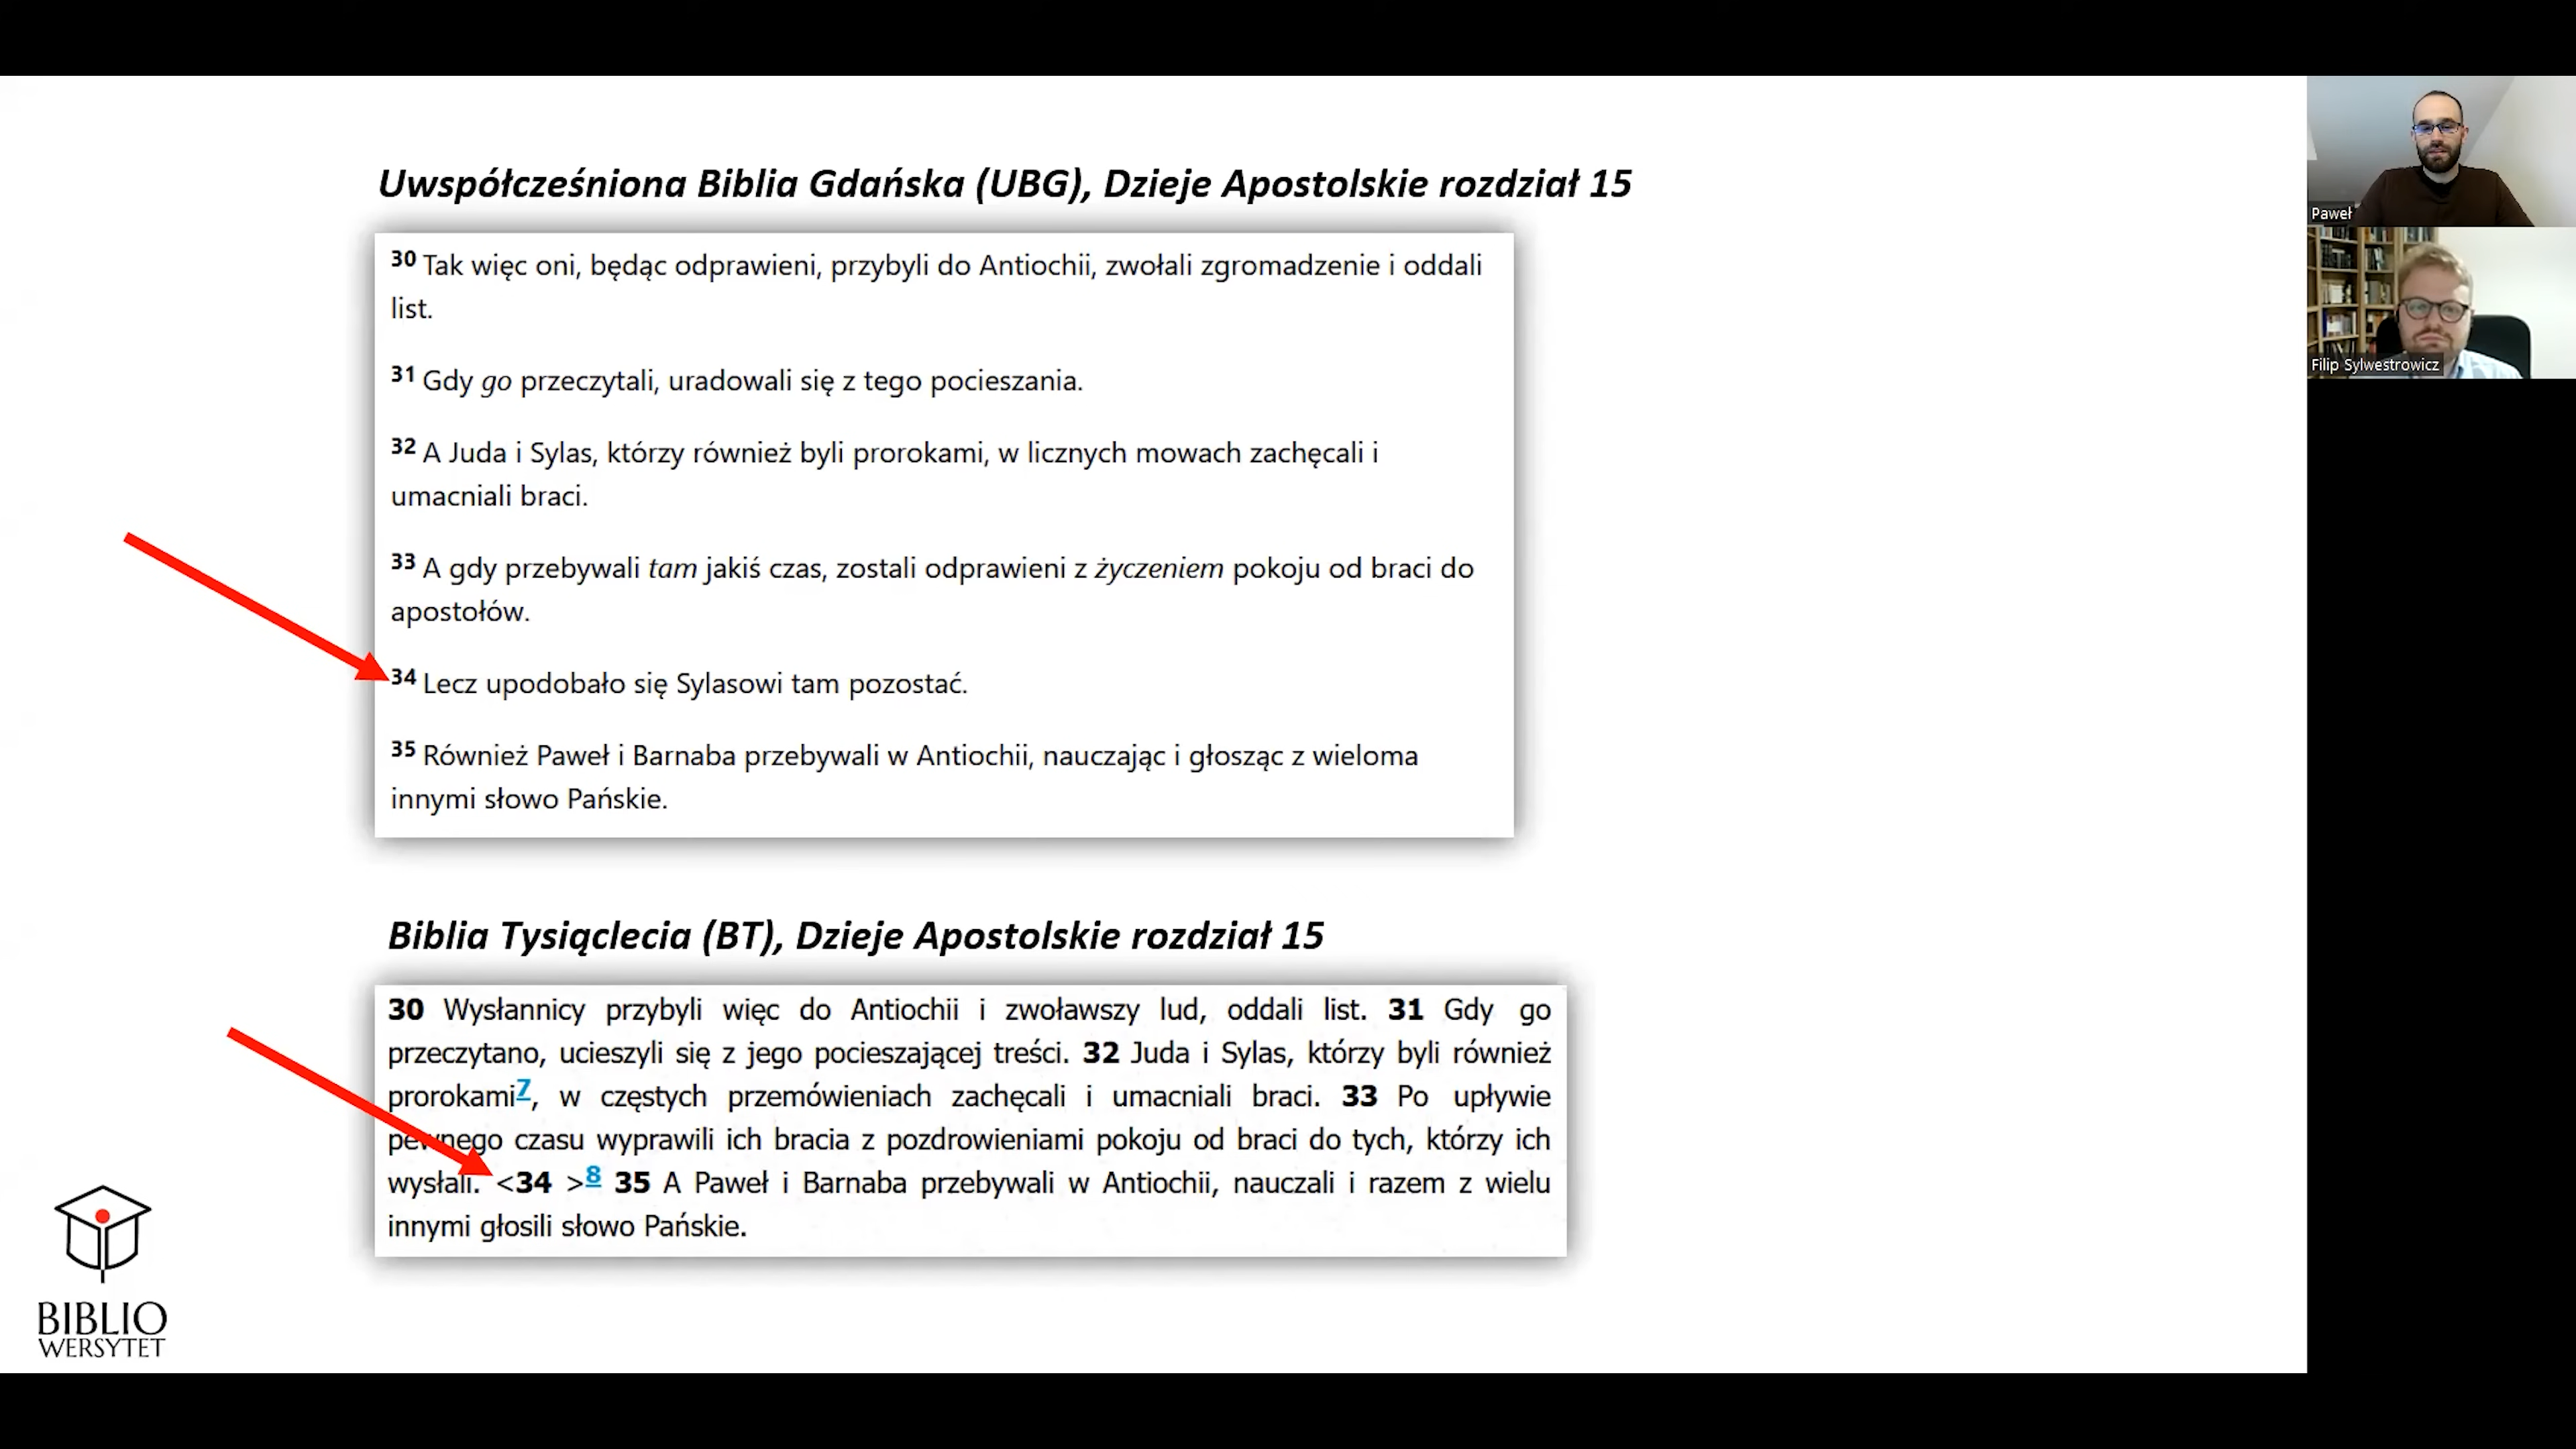 Uwspółcześniona Biblia Gdańska (UBG), Dzieje Apostolskie rozdział 15
30 Tak więc oni, będąc odprawieni, przybyli do Antiochii, zwołali zgromadzenie i oddali
list.
31 Gdy go przeczytali, uradowali się z tego pocieszania.
32 A Juda i Sylas, którzy również byli prorokami, w licznych mowach zachęcali i
umacniali braci.
33 A gdy przebywali tam jakiś czas, zostali odprawieni z życzeniem pokoju od braci do
apostołów.
34 Lecz upodobało się Sylasowi tam pozostać.
35 Również Paweł i Barnaba przebywali w Antiochii, nauczając i głosząc z wieloma
innymi słowo Pańskie.
Biblia Tysiąclecia (BT), Dzieje Apostolskie rozdział 15
30 Wysłannicy przybyli więc do Antiochii i zwoławszy lud, oddali list. 31 Gdy go
przeczytano, ucieszyli się z jego pocieszającej treści. 32 Juda i Sylas, którzy byli również
prorokami7, w częstych przemówieniach zachęcali i umacniali braci. 33 Po upływie
pewnego czasu wyprawili ich bracia z pozdrowieniami pokoju od braci do tych, którzy ich
wysłali. <34 >8 35 A Paweł i Barnaba przebywali w Antiochii, nauczali i razem z wielu
innymi głosili słowo Pańskie.
BIBLIO
WERSYTET
Paweł
Filip Sylwestrowicz